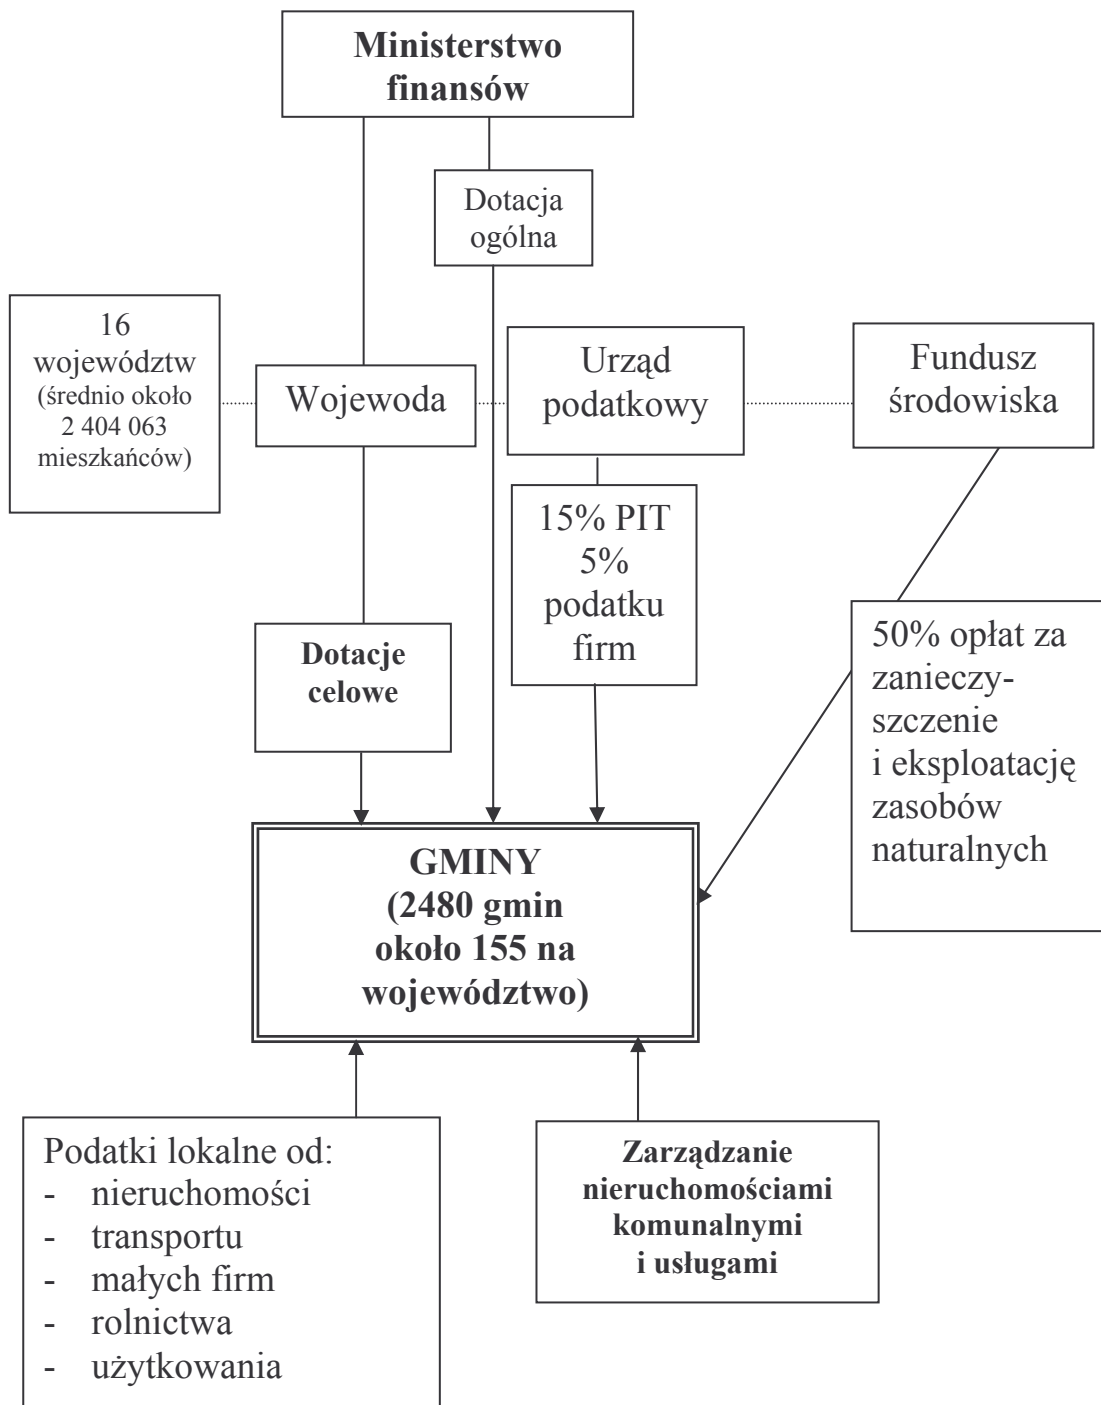 Ministerstwo
finansów
Dotacja
ogólna
16
województw
(średnio około
2 404 063
mieszkańców)
Wojewoda
Urząd
podatkowy
Fundusz
środowiska
15% PIT
5%
podatku
firm
Dotacje
celowe
50% opłat za
zanieczy-
szczenie
i eksploatację
zasobów
naturalnych
GMINY
(2480 gmin
około 155 na
województwo)
Podatki lokalne od:
- nieruchomości
- transportu
- małych firm
- rolnictwa
- użytkowania
Zarządzanie
nieruchomościami
komunalnymi
i usługami